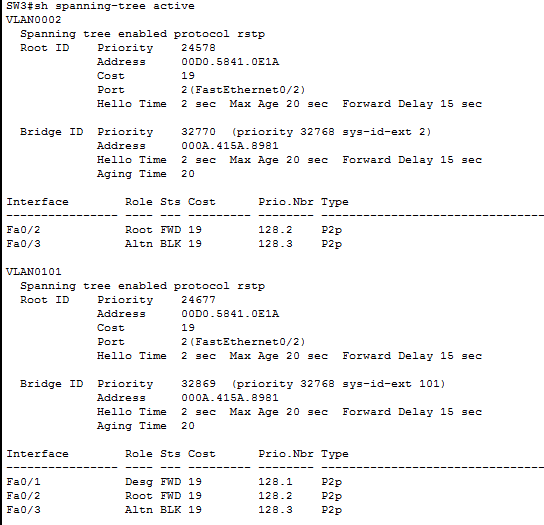 SW3#sh spanning-tree active
VLAN0002
  Spanning tree enabled protocol rstp
  Root ID    Priority    24578
             Address     00D0.5841.0E1A
             Cost        19
             Port        2(FastEthernet0/2)
             Hello Time  2 sec  Max Age 20 sec  Forward Delay 15 sec

  Bridge ID  Priority    32770  (priority 32768 sys-id-ext 2)
             Address     000A.415A.8981
             Hello Time  2 sec  Max Age 20 sec  Forward Delay 15 sec
             Aging Time  20

Interface        Role Sts Cost      Prio.Nbr Type
---------------- ---- --- --------- -------- --------------------------------
Fa0/2            Root FWD 19        128.2    P2p
Fa0/3            Altn BLK 19        128.3    P2p

VLAN0101
  Spanning tree enabled protocol rstp
  Root ID    Priority    24677
             Address     00D0.5841.0E1A
             Cost        19
             Port        2(FastEthernet0/2)
             Hello Time  2 sec  Max Age 20 sec  Forward Delay 15 sec

  Bridge ID  Priority    32869  (priority 32768 sys-id-ext 101)
             Address     000A.415A.8981
             Hello Time  2 sec  Max Age 20 sec  Forward Delay 15 sec
             Aging Time  20

Interface        Role Sts Cost      Prio.Nbr Type
---------------- ---- --- --------- -------- --------------------------------
Fa0/1            Desg FWD 19        128.1    P2p
Fa0/2            Root FWD 19        128.2    P2p
Fa0/3            Altn BLK 19        128.3    P2p